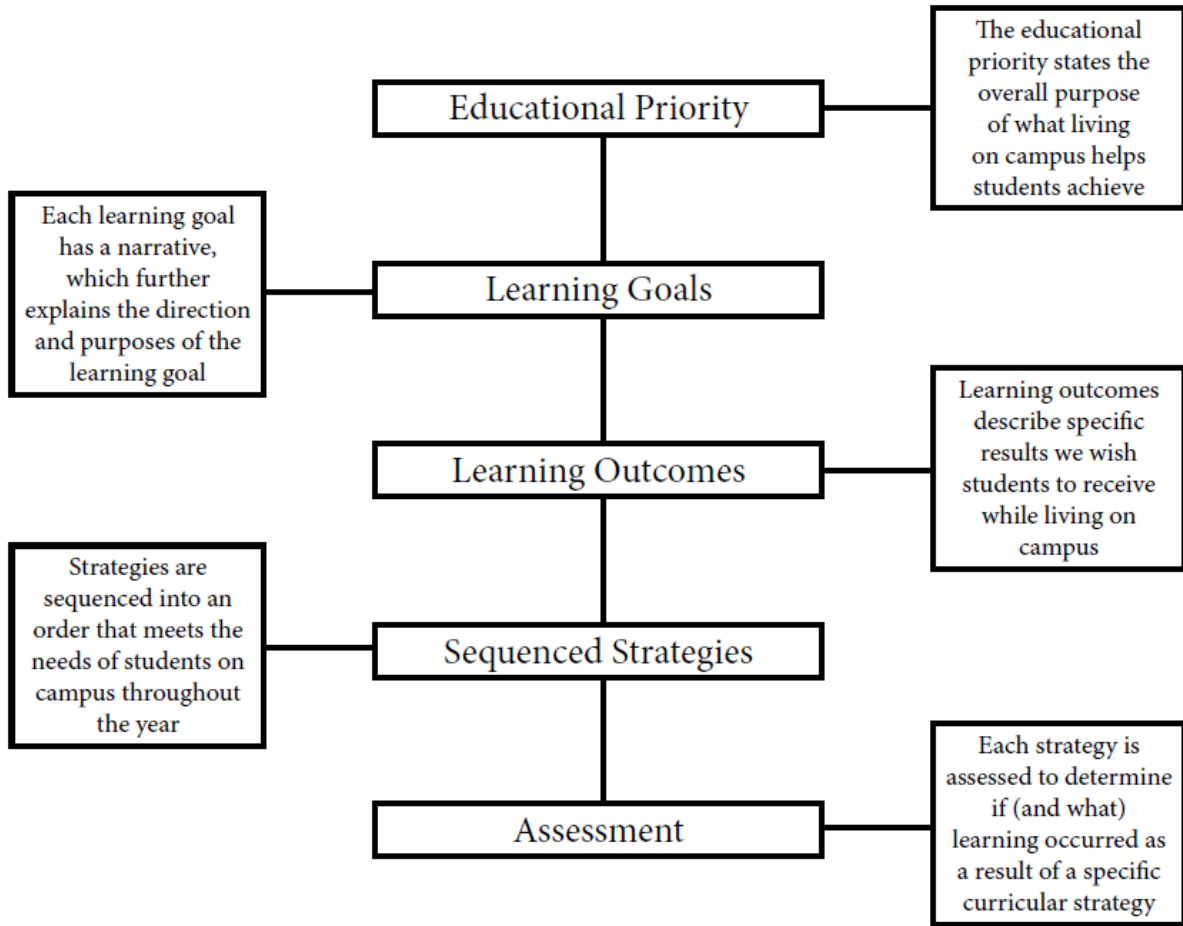 Educational Priority
The educational
priority states the
overall purpose
of what living
on campus helps
students achieve
Each learning goal
has a narrative,
which further
explains the direction
and purposes of the
learning goal
Learning Goals
Learning Outcomes
Learning outcomes
describe specific
results we wish
students to receive
while living on
campus
Strategies are
sequenced into an
order that meets the
needs of students on
campus throughout
the year
Sequenced Strategies
Assessment
Each strategy is
assessed to determine
if (and what)
learning occurred as
a result of a specific
curricular strategy